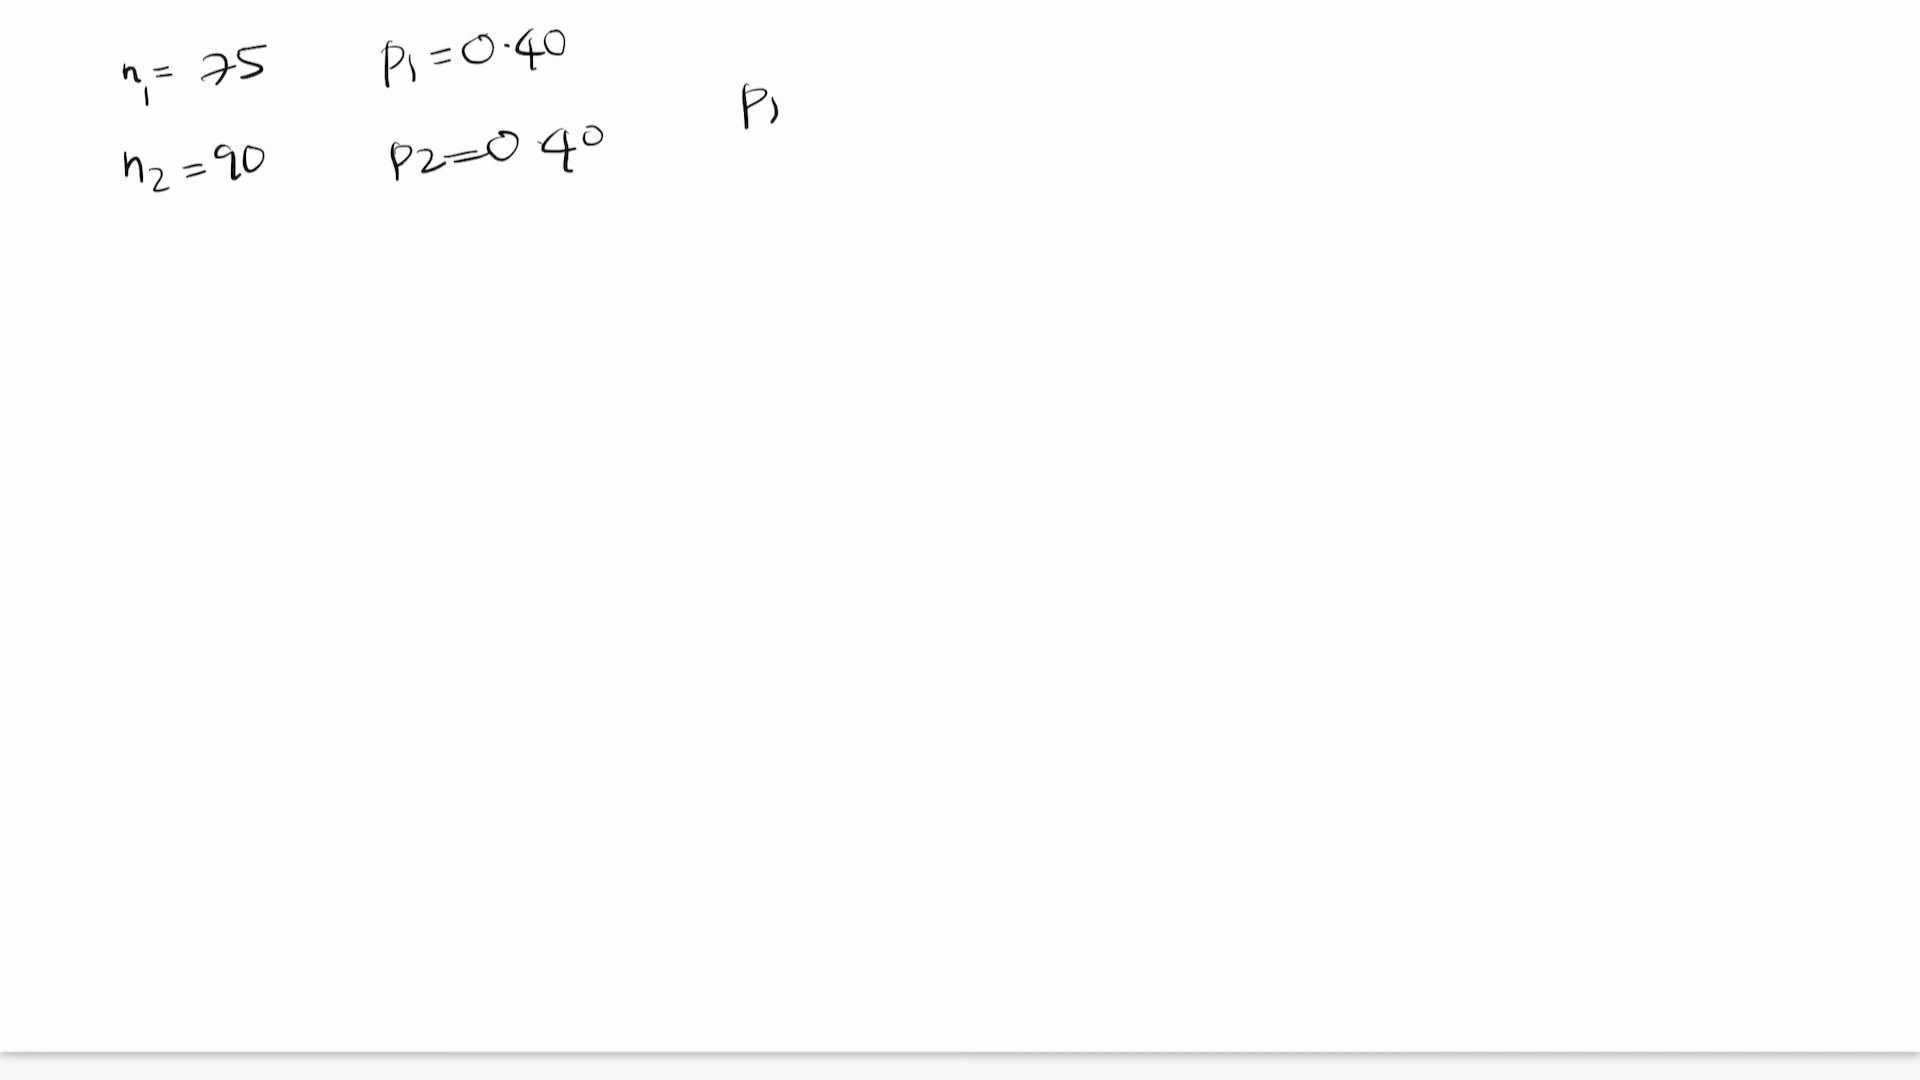 n₁ = 75 p₁ = 0.40
p₁
n₂ = 90 p2 = 0.40